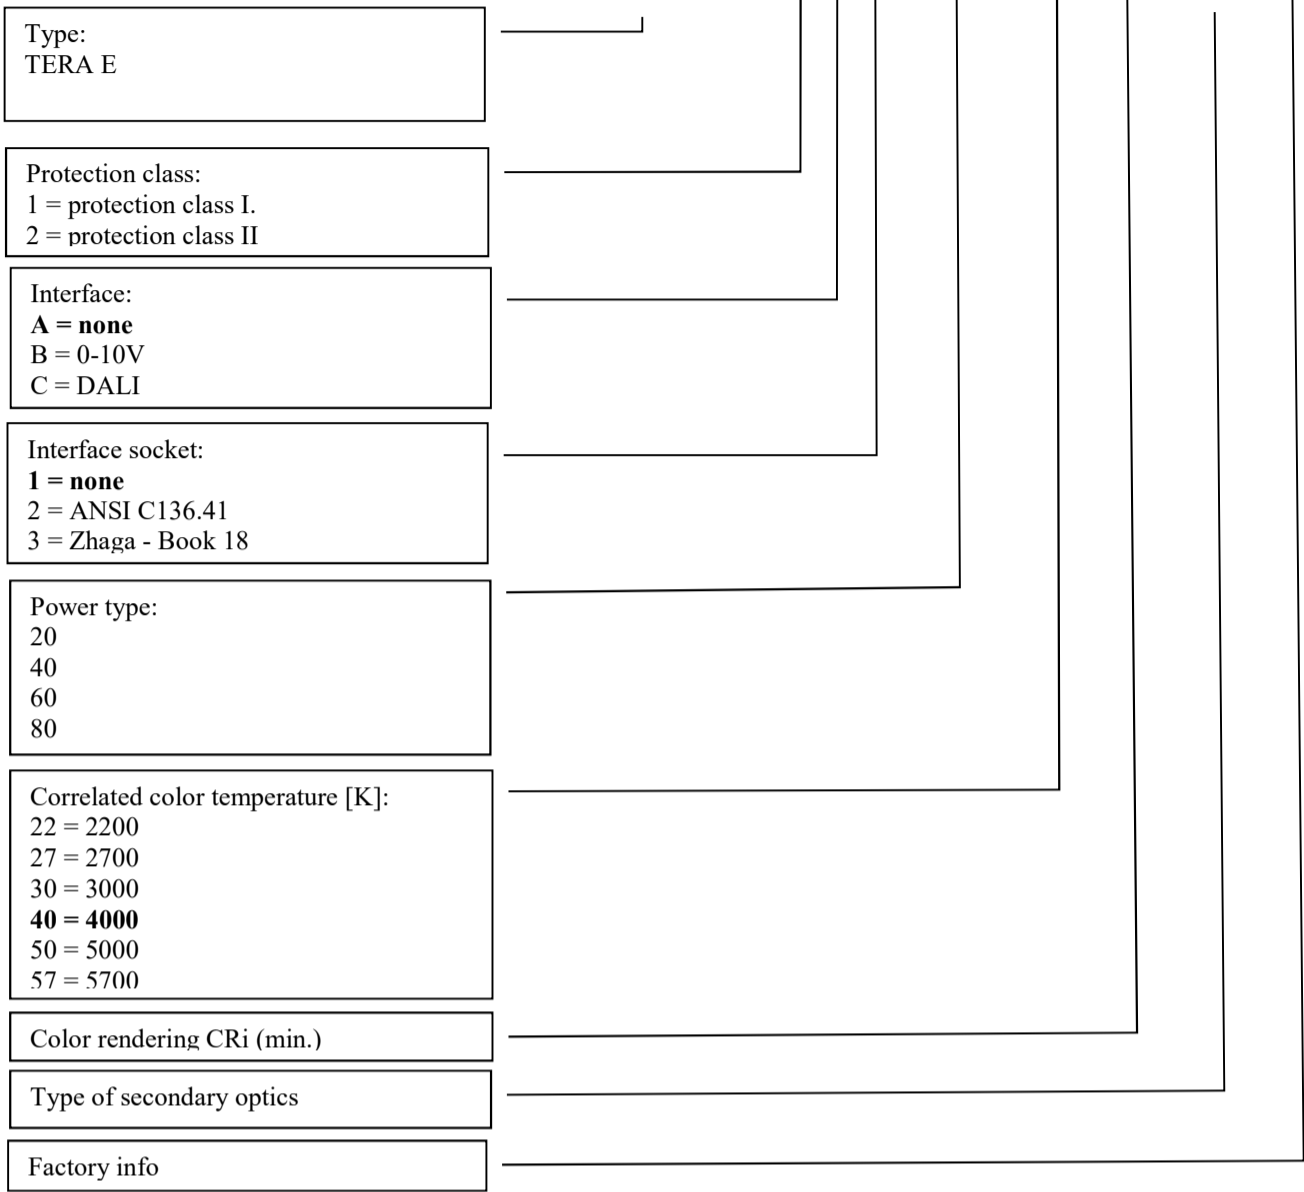 Type:
TERA E
Protection class:
1 = protection class I.
2 = protection class II
Interface:
A = none
B = 0-10V
C = DALI
Interface socket:
1 = none
2 = ANSI C136.41
3 = Zhaga - Book 18
Power type:
20
40
60
80
Correlated color temperature [K]:
22 = 2200
27 = 2700
30 = 3000
40 = 4000
50 = 5000
57 = 5700
Color rendering CRi (min.)
Type of secondary optics
Factory info